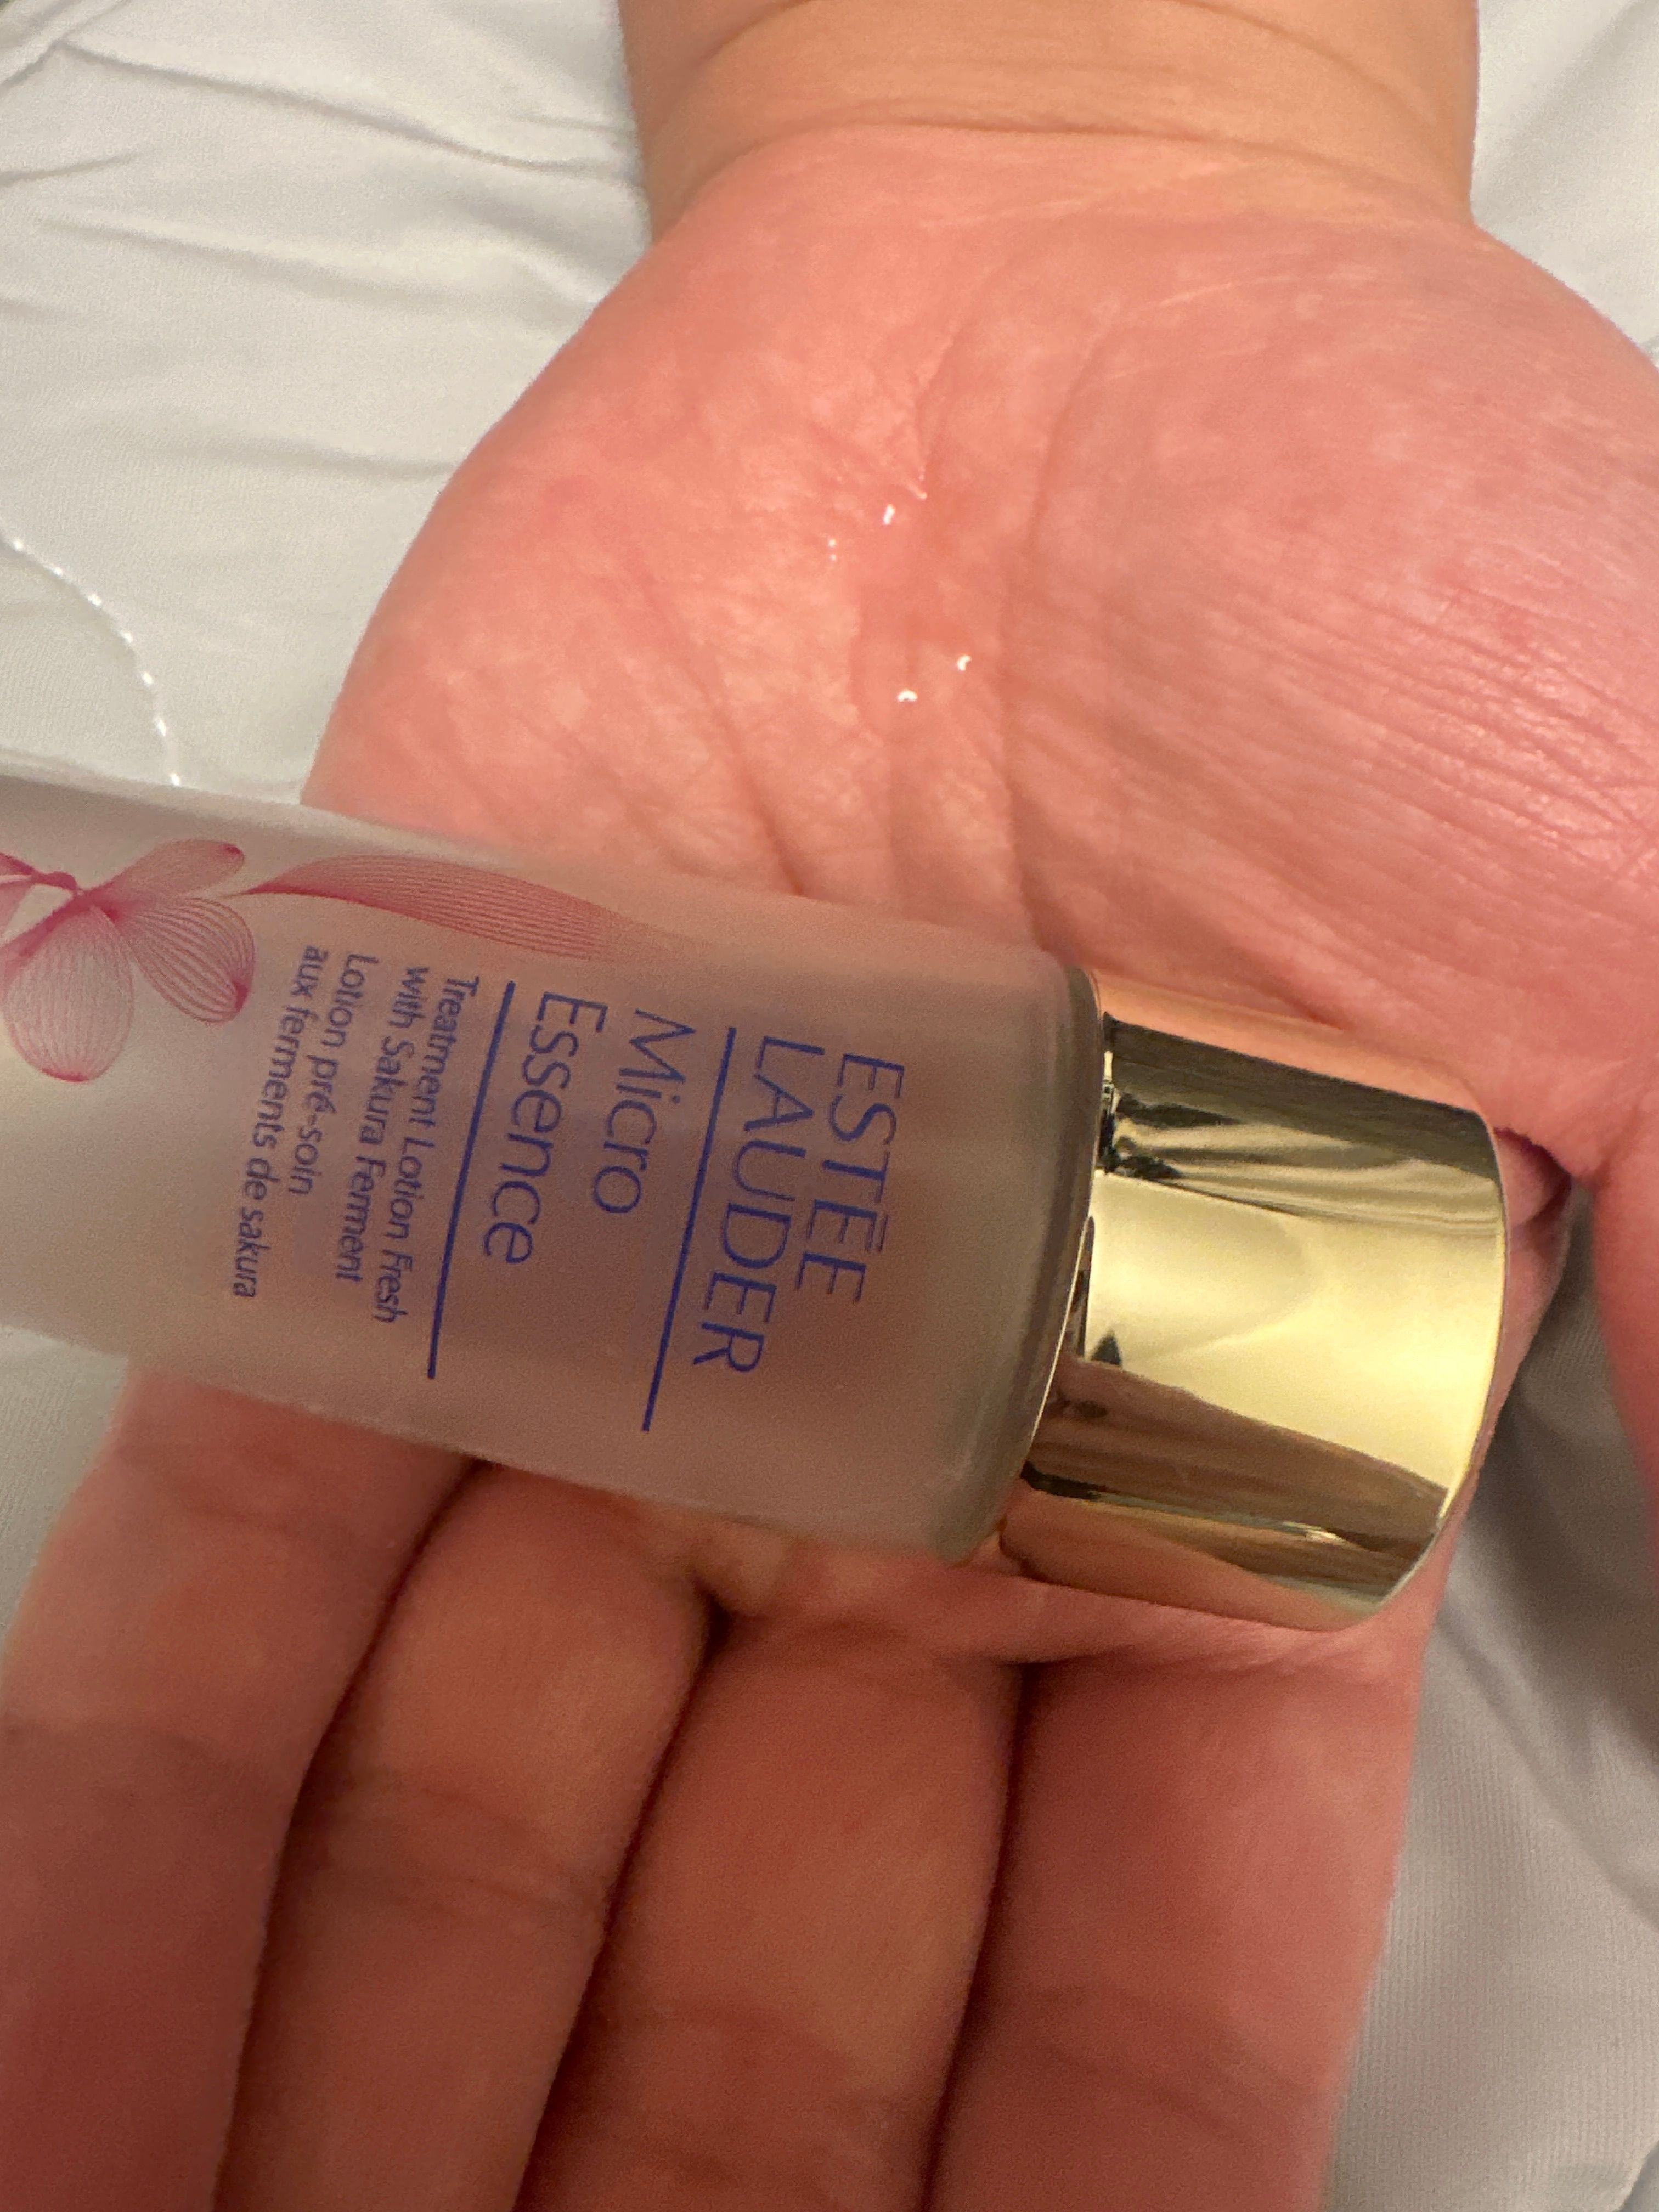 ESTĒE
LAUDER
Micro
Essence
Treatment Lotion Fresh
with Sakura Ferment
Lotion pré-soin
aux ferments de sakura